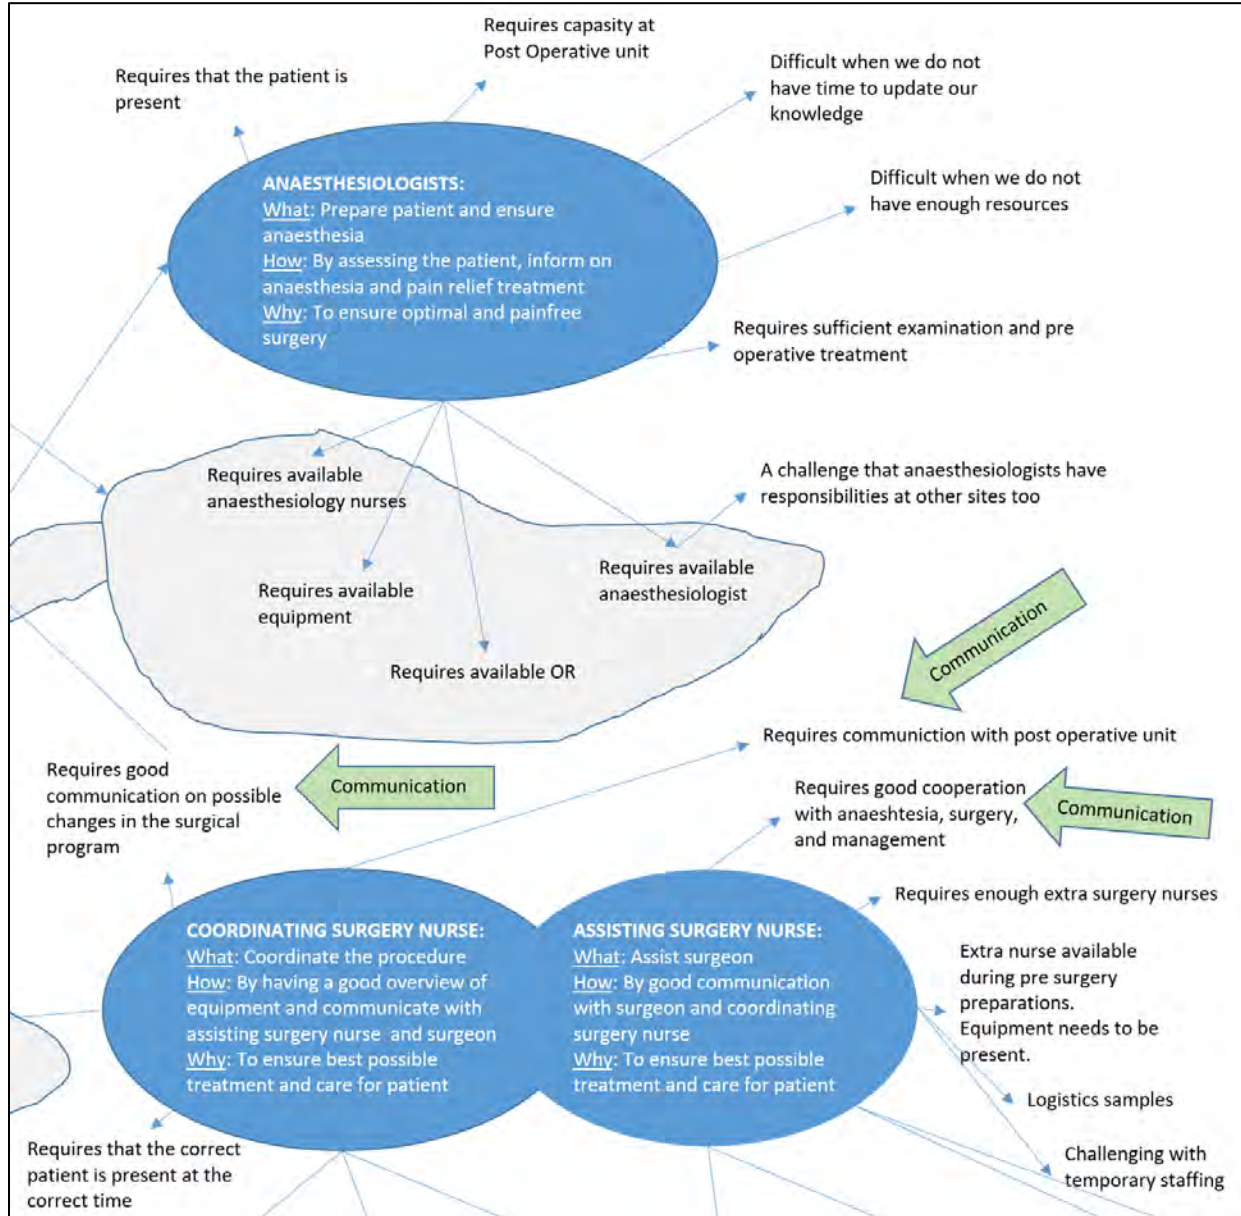 Requires capacity at
Post Operative unit
Requires that the patient is
present
Difficult when we do not
have time to update our
knowledge
ANAESTHESIOLOGISTS:
What: Prepare patient and ensure
anaesthesia
How: By assessing the patient, inform on
anaesthesia and pain relief treatment
Why: To ensure optimal and painfree
surgery
Difficult when we do not
have enough resources
Requires sufficient examination and pre
operative treatment
Requires available
anaesthesiology nurses
A challenge that anaesthesiologists have
responsibilities at other sites too
Requires available
equipment
Requires available
anaesthesiologist
Requires available OR
Communication
Requires communiction with post operative unit
Requires good
communication on possible
changes in the surgical
program
Communication
Requires good cooperation
with anaeshtesia, surgery,
and management
Communication
Requires enough extra surgery nurses
COORDINATING SURGERY NURSE:
What: Coordinate the procedure
How: By having a good overview of
equipment and communicate with
assisting surgery nurse and surgeon
Why: To ensure best possible
treatment and care for patient
ASSISTING SURGERY NURSE:
What: Assist surgeon
How: By good communication
with surgeon and coordinating
surgery nurse
Why: To ensure best possible
treatment and care for patient
Extra nurse available
during pre surgery
preparations.
Equipment needs to be
present.
Logistics samples
Challenging with
temporary staffing
Requires that the correct
patient is present at the
correct time